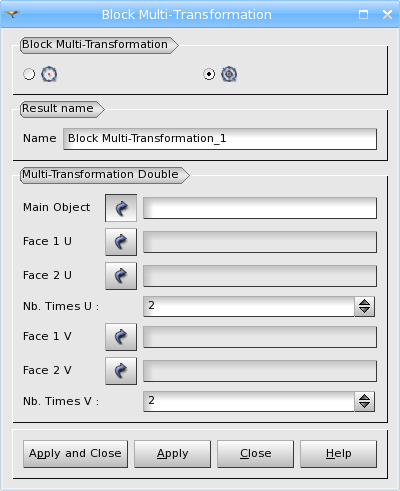 Block Multi-Transformation
Block Multi-Transformation
Result name
Name Block Multi-Transformation_1
Multi-Transformation Double
Main Object
Face 1 U
Face 2 U
Nb. Times U : 2
Face 1 V
Face 2 V
Nb. Times V : 2
Apply and Close Apply Close Help